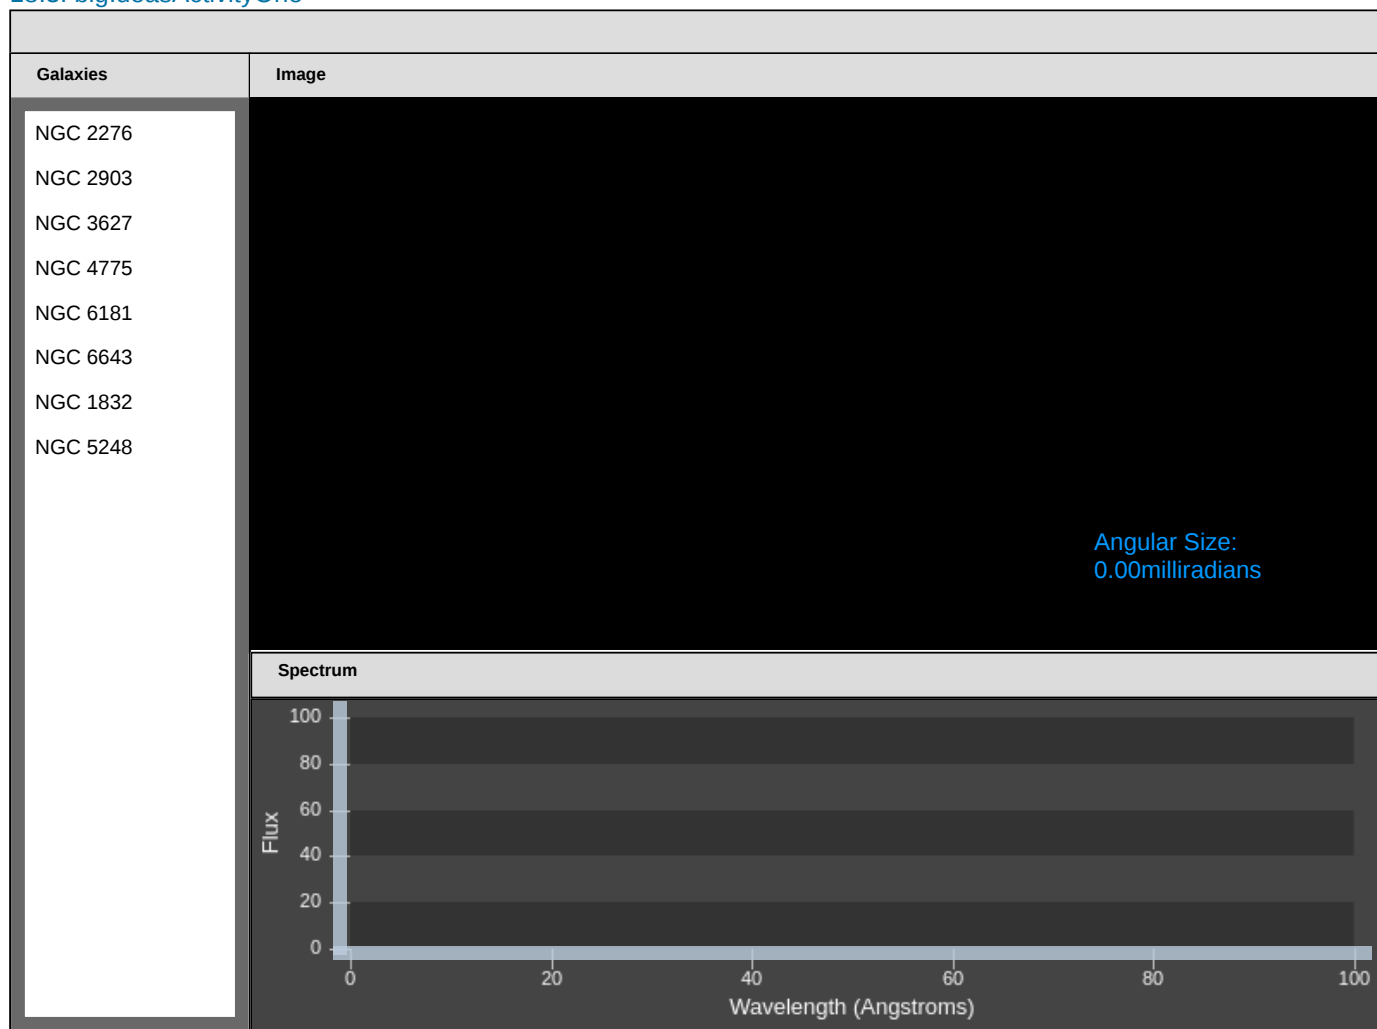 Galaxies
Image
NGC 2276
NGC 2903
NGC 3627
NGC 4775
NGC 6181
NGC 6643
NGC 1832
NGC 5248
Angular Size:
0.00milliradians
Spectrum
100
80
60
40
20
0
Flux
0 20 40 60 80 100
Wavelength (Angstroms)